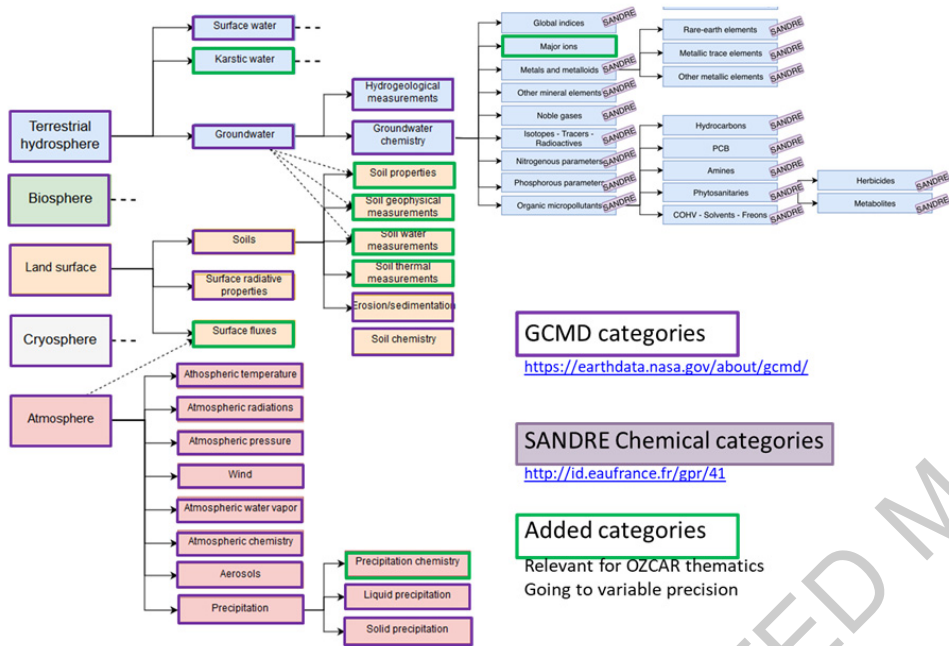 Surface water
Karstic water
Terrestrial
hydrosphere
Groundwater
Hydrogeological
measurements
Groundwater
chemistry
Global indices
SANDRE
Major ions
Metals and metalloids
SANDRE
Other mineral elements
SANDRE
Noble gases
SANDRE
Isotopes - Tracers -
Radioactives
SANDRE
Nitrogenous parameters
SANDRE
Phosphorous parameters
SANDRE
Organic micropollutants
SANDRE
Rare-earth elements
SANDRE
Metallic trace elements
SANDRE
Other metallic elements
SANDRE
Hydrocarbons
SANDRE
PCB
SANDRE
Amines
SANDRE
Phytosanitaries
SANDRE
COHV - Solvents - Freons
SANDRE
Herbicides
SANDRE
Metabolites
SANDRE
Biosphere
Land surface
Soils
Surface radiative
properties
Surface fluxes
Soil properties
Soil geophysical
measurements
Soil water
measurements
Soil thermal
measurements
Erosion/sedimentation
Soil chemistry
Cryosphere
Atmosphere
Athospheric temperature
Atmospheric radiations
Atmospheric pressure
Wind
Atmospheric water vapor
Atmospheric chemistry
Aerosols
Precipitation
Precipitation chemistry
Liquid precipitation
Solid precipitation
GCMD categories
https://earthdata.nasa.gov/about/gcmd/
SANDRE Chemical categories
http://id.eaufrance.fr/gpr/41
Added categories
Relevant for OZCAR thematics
Going to variable precision
TED M